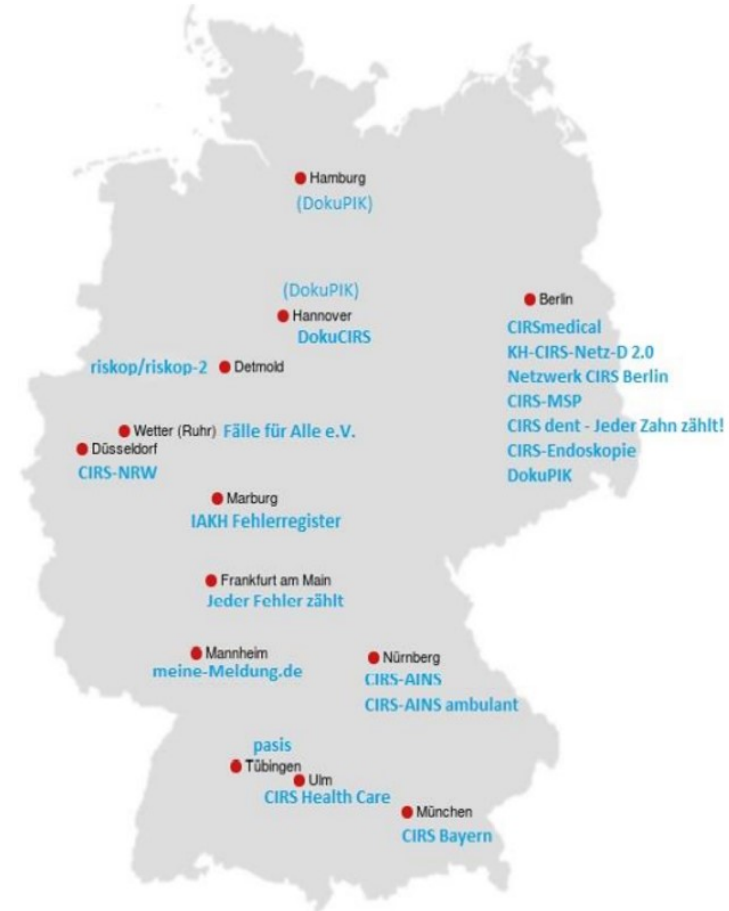 Hamburg
(DokuPIK)
(DokuPIK)
Hannover
DokuCIRS
Berlin
CIRSmedical
KH-CIRS-Netz-D 2.0
Netzwerk CIRS Berlin
CIRS-MSP
CIRS dent - Jeder Zahn zählt!
CIRS-Endoskopie
DokuPIK
riskop/riskop-2 Detmold
Wetter (Ruhr) Fälle für Alle e.V.
Düsseldorf
CIRS-NRW
Marburg
IAKH Fehlerregister
Frankfurt am Main
Jeder Fehler zählt
Mannheim
meine-Meldung.de
Nürnberg
CIRS-AINS
CIRS-AINS ambulant
pasis
Tübingen
Ulm
CIRS Health Care
München
CIRS Bayern